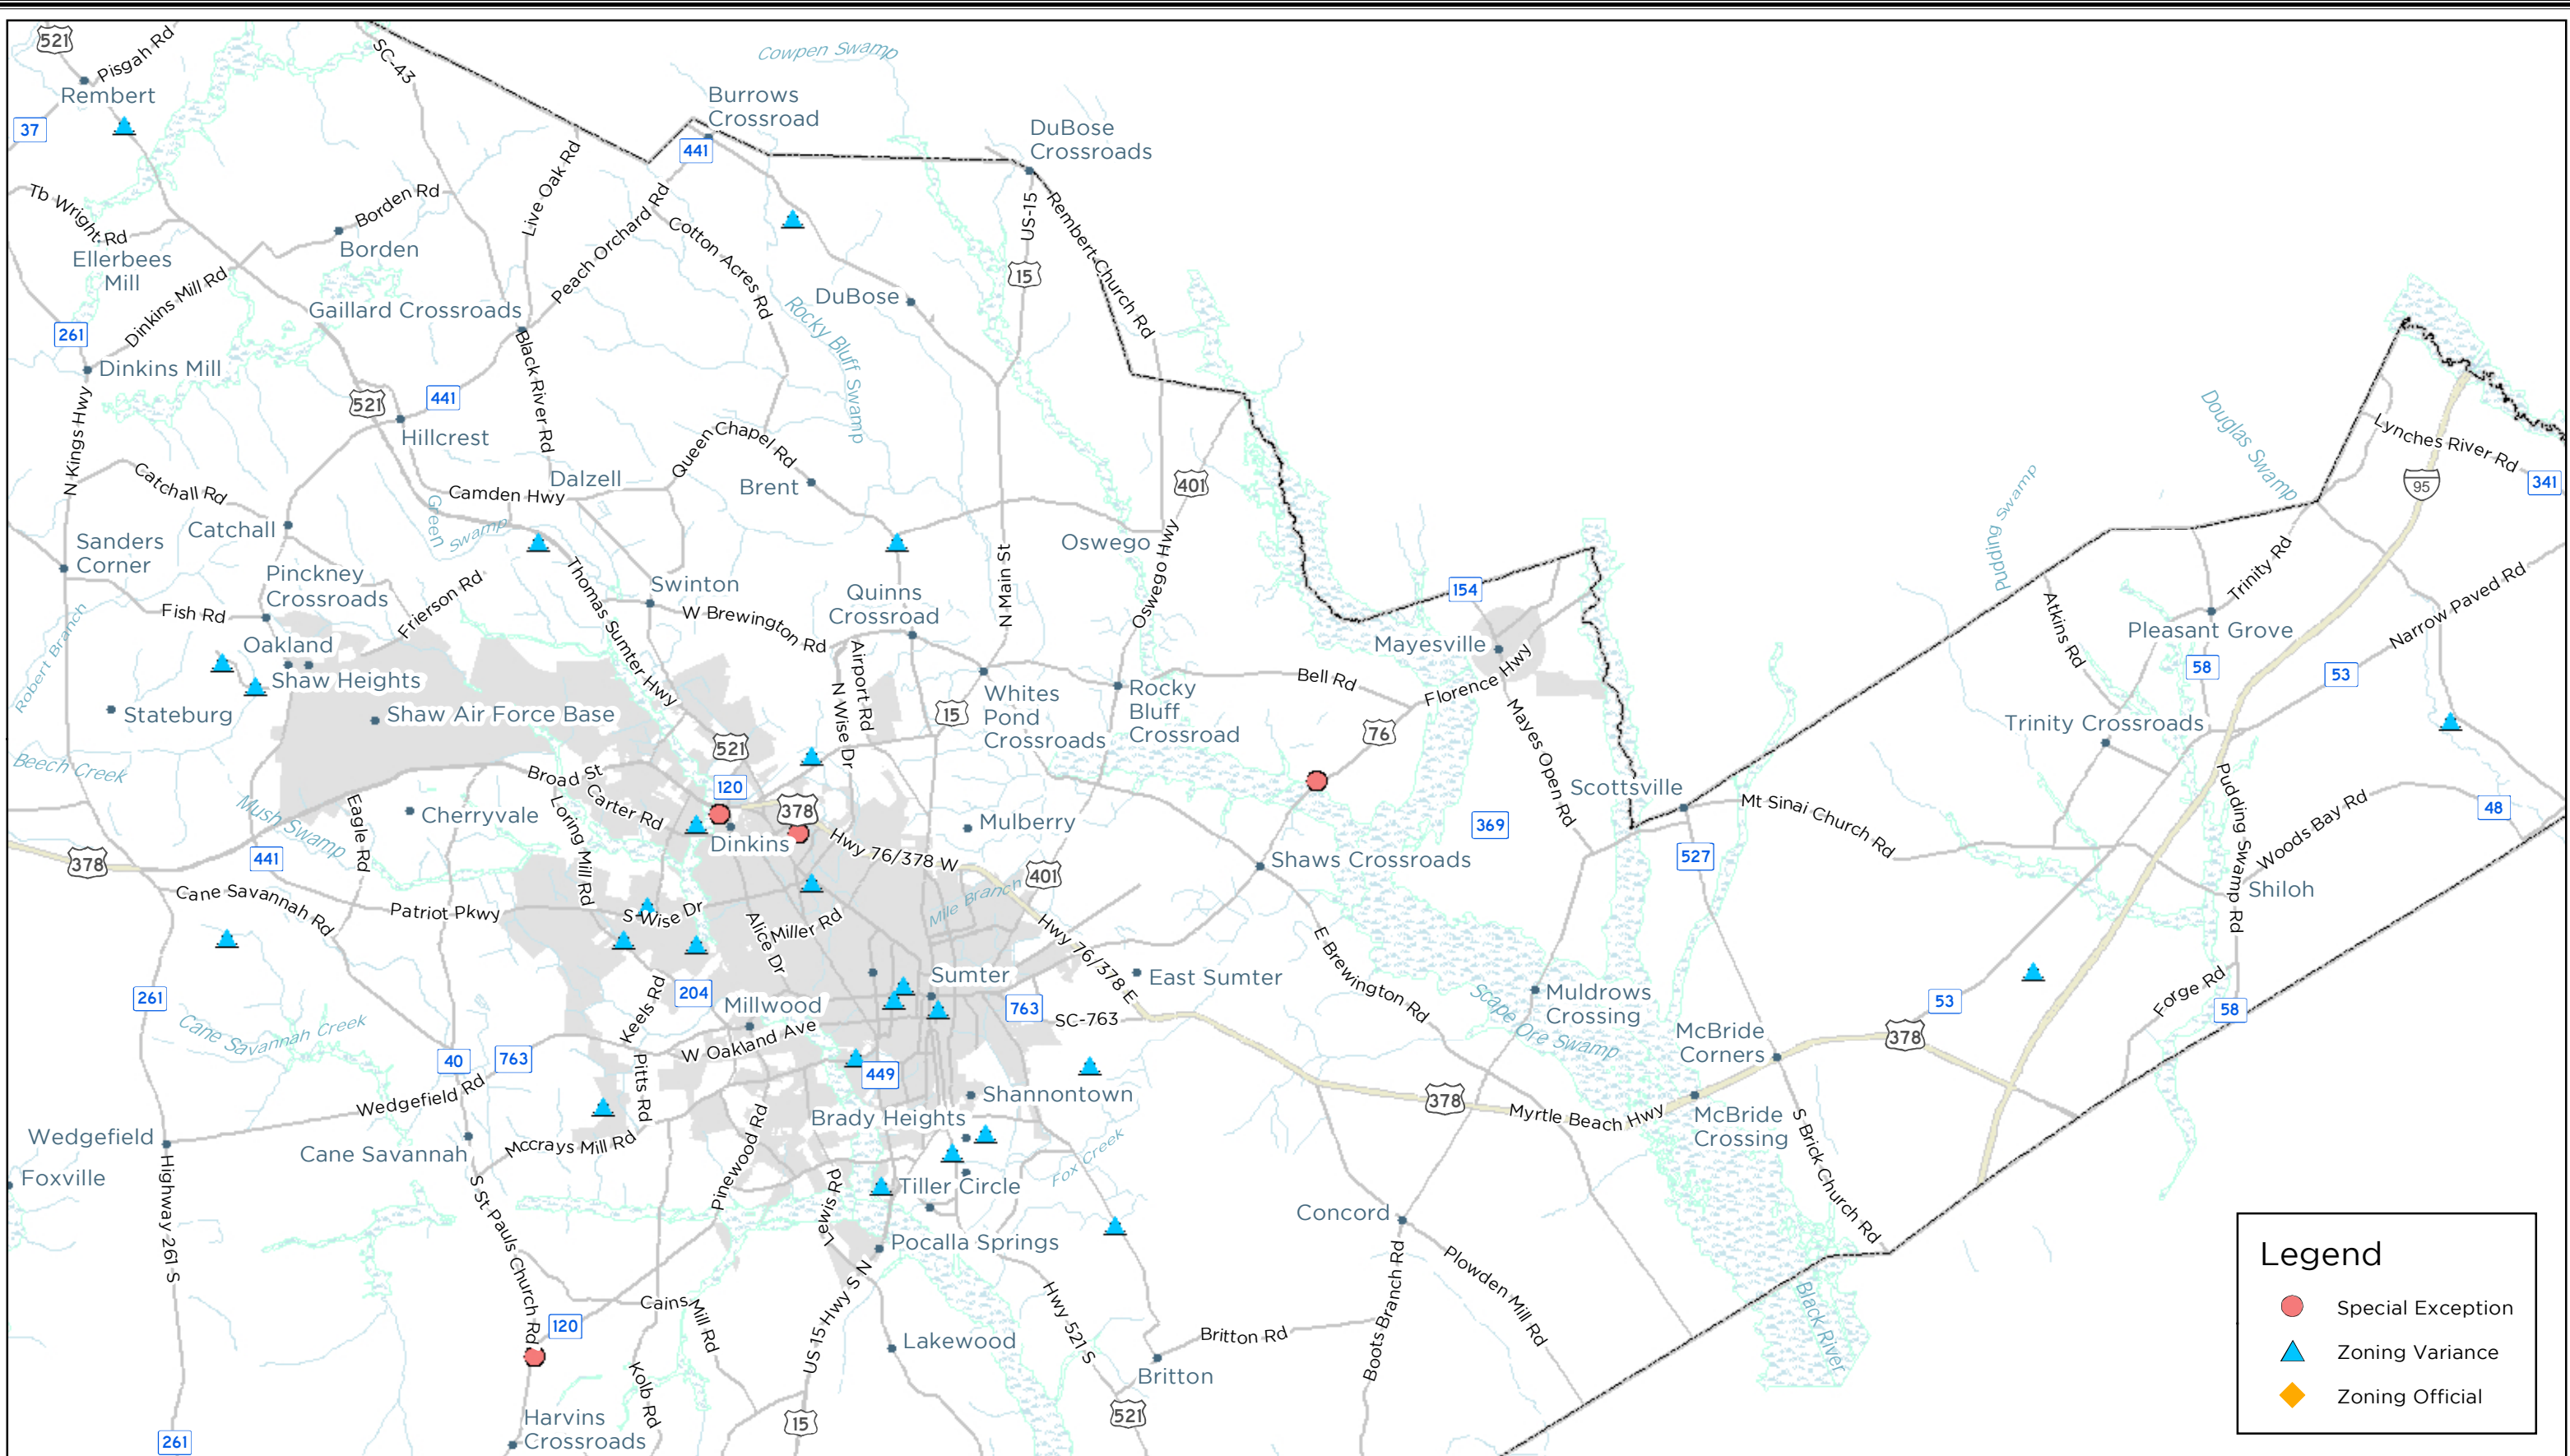 521
Pisgah Rd
SC-43
Cowpen Swamp
Rembert
Burrows
Crossroad
37
441
DuBose
Crossroads
Live Oak Rd
Tb Wright Rd
Borden Rd
Borden
Peach Orchard Rd
Cotton Acres Rd
US-15
Rembert Church Rd
Ellerbees
Mill
Dinkins Mill Rd
15
Gaillard Crossroads
DuBose
Rocky Bluff Swamp
261
Black River Rd
Dinkins Mill
521
441
Hillcrest
N Kings Hwy
Queen Chapel Rd
Douglas Swamp
Lynches River Rd
Catchall Rd
Camden Hwy
Dalzell
Brent
401
95
341
Green Swamp
Catchall
Oswego
Oswego Hwy
Pudding Swamp
Sanders
Corner
Thomas Sumter Hwy
N Main St
Trinity Rd
Pinckney
Crossroads
Frierson Rd
Swinton
Quinns
Crossroad
154
Atkins Rd
Narrow Paved Rd
Fish Rd
W Brewington Rd
Robert Branch
Oakland
Airport Rd
Mayesville
Pleasant Grove
Shaw Heights
N Wise Dr
Bell Rd
Florence Hwy
58
53
Stateburg
Shaw Air Force Base
15
Whites
Pond
Crossroads
Rocky
Bluff
Crossroad
Mayes Open Rd
Trinity Crossroads
521
76
Beech Creek
Broad St
120
Scottsville
Pudding Swamp Rd
Mush Swamp
Eagle Rd
Cherryvale
Loring Mill Rd
Carter Rd
378
Mulberry
369
Mt Sinai Church Rd
48
Dinkins
Hwy 76/378 W
Woods Bay Rd
378
441
401
Shaws Crossroads
527
Cane Savannah Rd
Patriot Pkwy
S Wise Dr
Mile Branch
Shiloh
Alice Dr
Miller Rd
Hwy 76/378 E
E Brewington Rd
261
204
Sumter
East Sumter
Scape Ore Swamp
Muldrows
Crossing
Forge Rd
Cane Savannah Creek
Keels Rd
Millwood
763
SC-763
53
58
W Oakland Ave
McBride
Corners
378
40
763
449
Pitts Rd
Wedgefield Rd
Shannontown
378
Myrtle Beach Hwy
Pinewood Rd
Brady Heights
McBride
Crossing
Wedgefield
Mccrays Mill Rd
Cane Savannah
Fox Creek
S Brick Church Rd
Foxville
Highway 261 S
S St Pauls Church Rd
Lewis Rd
Tiller Circle
Concord
Pocalla Springs
Plowden Mill Rd
Boots Branch Rd
Black River
Legend
Special Exception
Zoning Variance
Zoning Official
Cains Mill Rd
120
US 15 Hwy S N
Hwy 521 S
Lakewood
Britton Rd
Britton
Kolb Rd
Harvins
Crossroads
15
521
261